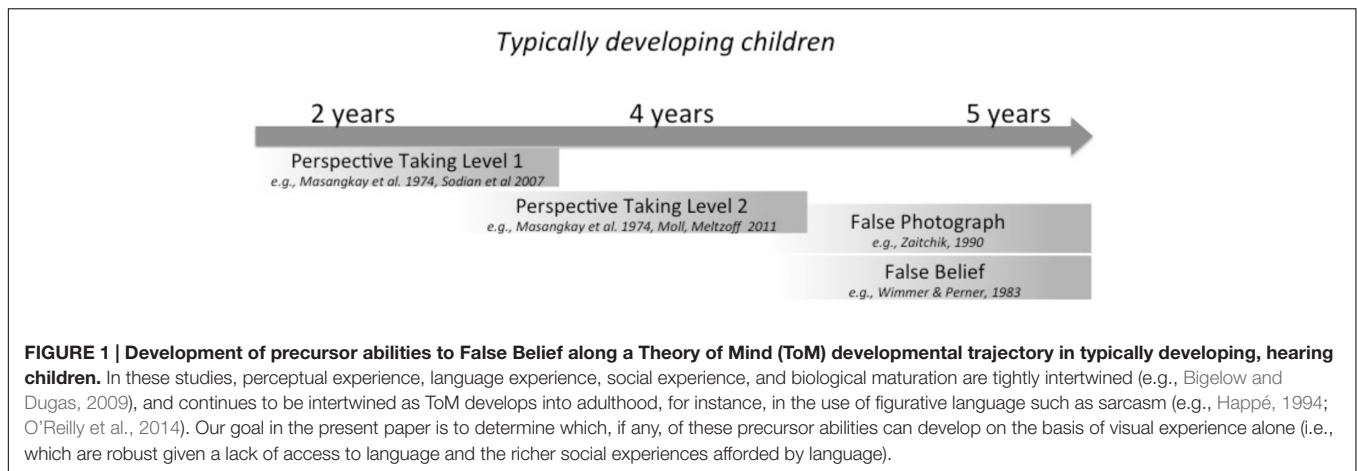 Typically developing children
2 years 4 years 5 years
Perspective Taking Level 1
e.g., Masangkay et al. 1974, Sodian et al 2007
Perspective Taking Level 2
e.g., Masangkay et al. 1974, Moll, Meltzoff 2011
False Photograph
e.g., Zaitchik, 1990
False Belief
e.g., Wimmer & Perner, 1983
FIGURE 1 | Development of precursor abilities to False Belief along a Theory of Mind (ToM) developmental trajectory in typically developing, hearing
children. In these studies, perceptual experience, language experience, social experience, and biological maturation are tightly intertwined (e.g., Bigelow and
Dugas, 2009), and continues to be intertwined as ToM develops into adulthood, for instance, in the use of figurative language such as sarcasm (e.g., Happé, 1994;
O'Reilly et al., 2014). Our goal in the present paper is to determine which, if any, of these precursor abilities can develop on the basis of visual experience alone (i.e.,
which are robust given a lack of access to language and the richer social experiences afforded by language).